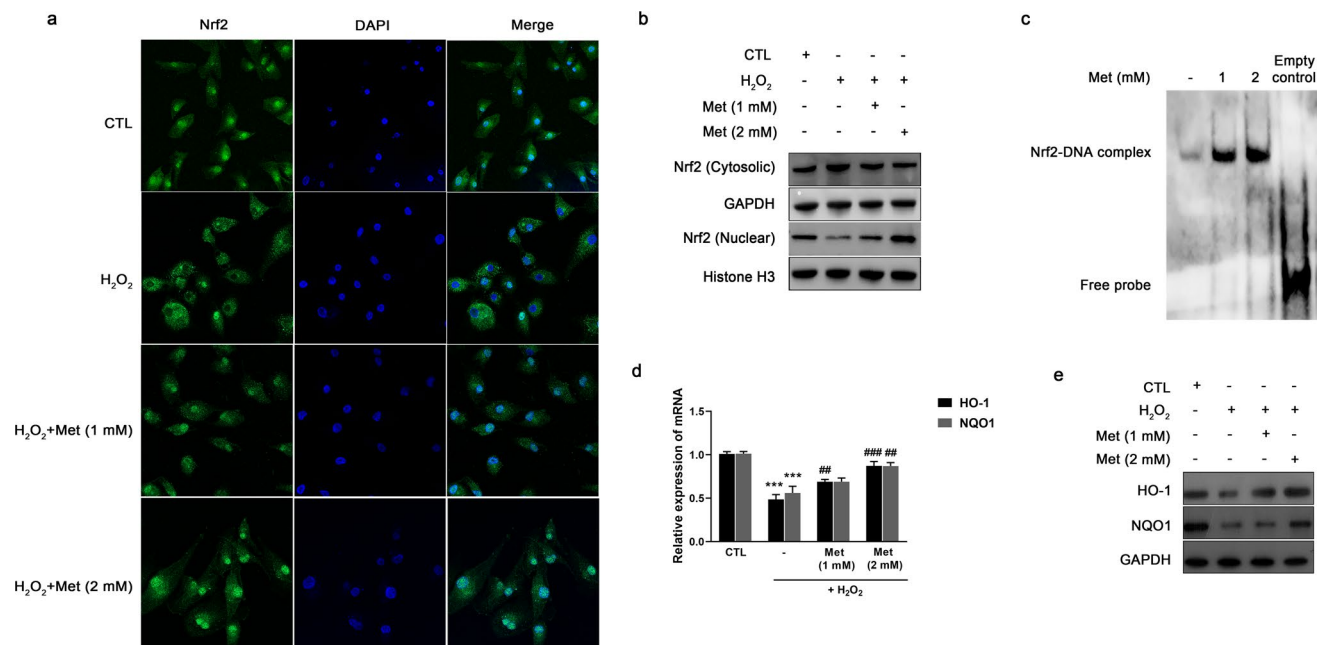 a
Nrf2 DAPI Merge
CTL
H₂O₂
H₂O₂+Met (1 mM)
H₂O₂+Met (2 mM)
b
CTL + - - -
H₂O₂ - + + +
Met (1 mM) - - + -
Met (2 mM) - - - +
Nrf2 (Cytosolic)
GAPDH
Nrf2 (Nuclear)
Histone H3
c
Empty
Met (mM) - 1 2 control
Nrf2-DNA complex
Free probe
d
Relative expression of mRNA
1.5
1.0
0.5
0.0
HO-1
NQO1
*** *** ## ### ##
CTL - Met Met
(1 mM) (2 mM)
+ H₂O₂
e
CTL + - - -
H₂O₂ - + + +
Met (1 mM) - - + -
Met (2 mM) - - - +
HO-1
NQO1
GAPDH